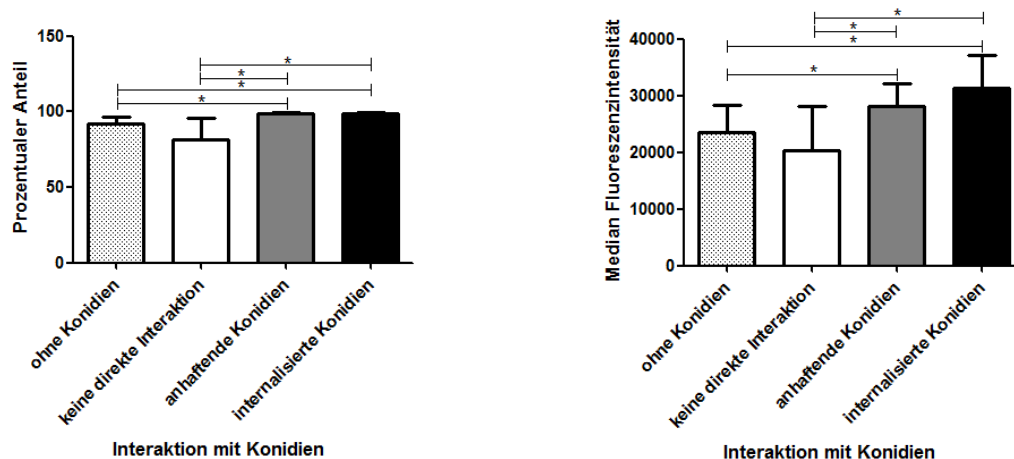 Prozentualer Anteil
150
100
50
0
*
*
*
*
ohne Konidien
keine direkte Interaktion
anhaftende Konidien
internalisierte Konidien
Interaktion mit Konidien
Median Fluoreszenzintensität
40000
30000
20000
10000
0
*
*
*
*
ohne Konidien
keine direkte Interaktion
anhaftende Konidien
internalisierte Konidien
Interaktion mit Konidien